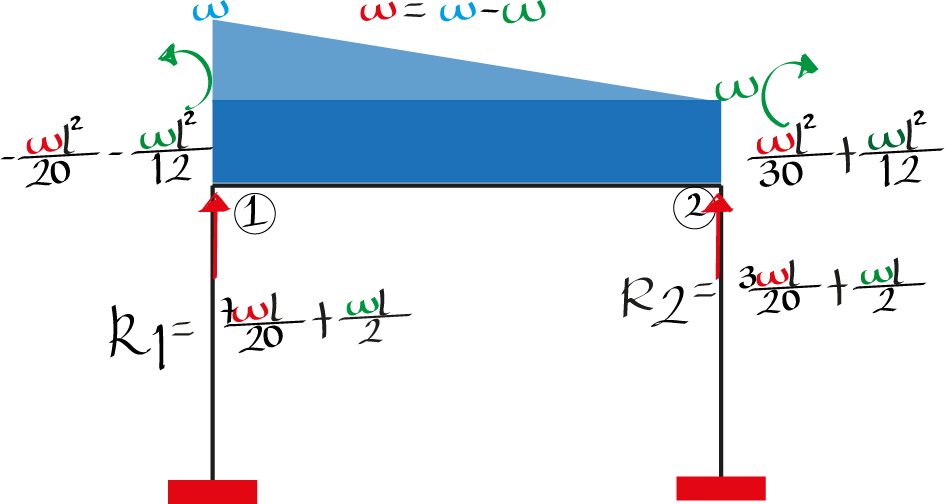 ω ω = ω-ω
ω
-ωl²/20 - ωl²/12
ωl²/30 + ωl²/12
① ②
R1 = 7ωl/20 + ωl/2
R2 = 3ωl/20 + ωl/2